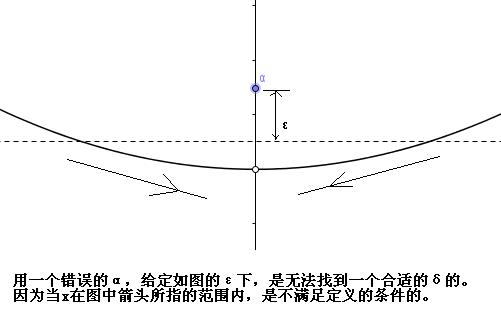 α
ε
用一个错误的α，给定如图的ε下，是无法找到一个合适的δ的。
因为当x在图中箭头所指的范围内，是不满足定义的条件的。